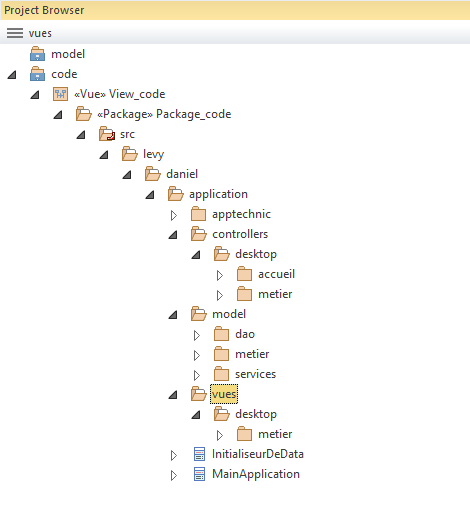 Project Browser
vues
model
code
«Vue» View_code
«Package» Package_code
src
levy
daniel
application
apptechnic
controllers
desktop
accueil
metier
model
dao
metier
services
vues
desktop
metier
InitialiseurDeData
MainApplication